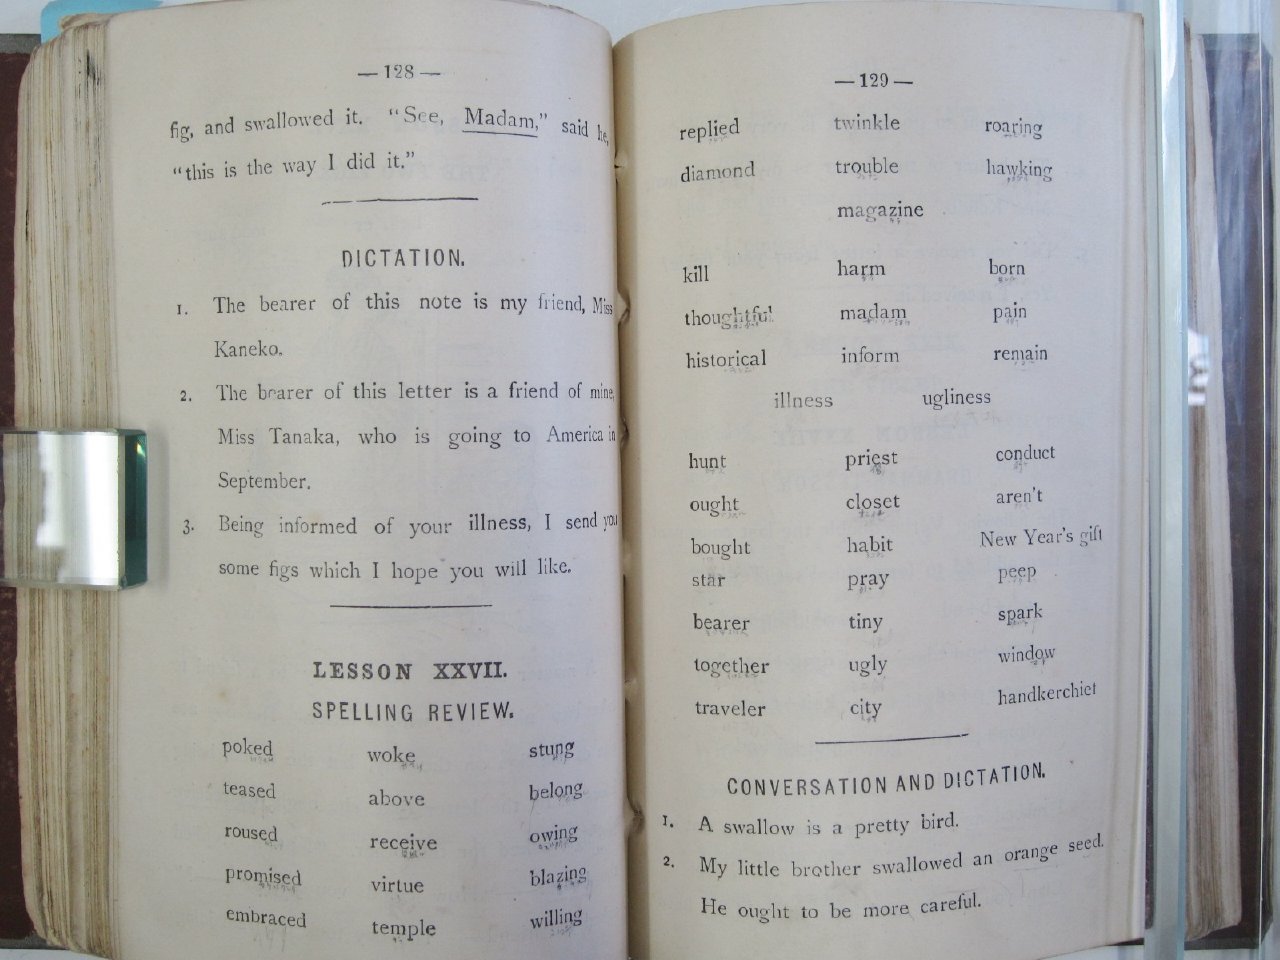 —128—
fig, and swallowed it. "See, Madam," said he,
"this is the way I did it."
DICTATION.
1. The bearer of this note is my friend, Miss
Kaneko.
2. The bearer of this letter is a friend of mine,
Miss Tanaka, who is going to America in
September.
3. Being informed of your illness, I send you
some figs which I hope you will like.
LESSON XXVII.
SPELLING REVIEW.
poked woke stung
teased above belong
roused receive owing
promised virtue blazing
embraced temple willing
—129—
replied twinkle roaring
diamond trouble hawking
magazine
kill harm born
thoughtful madam pain
historical inform remain
illness ugliness
hunt priest conduct
ought closet aren't
bought habit New Year's gift
star pray peep
bearer tiny spark
together ugly window
traveler city handkerchief
CONVERSATION AND DICTATION.
1. A swallow is a pretty bird.
2. My little brother swallowed an orange seed.
He ought to be more careful.